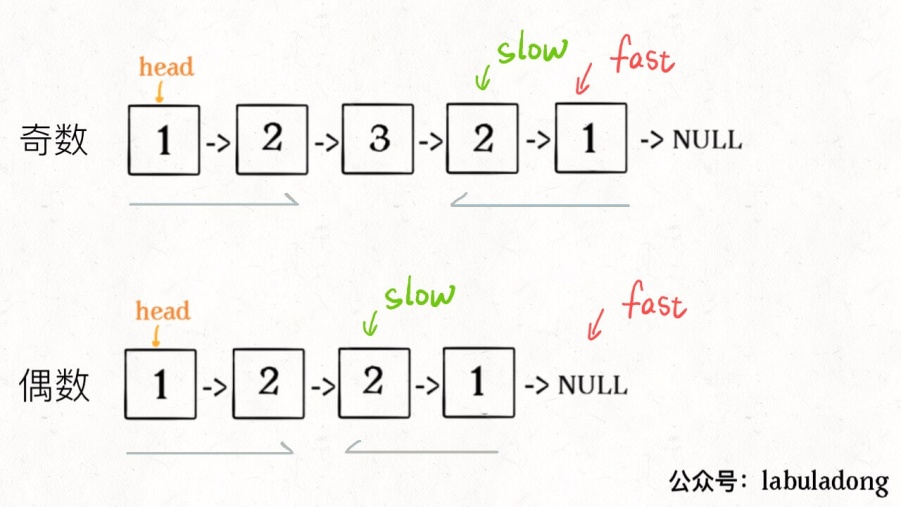 slow fast
head
奇数 1 -> 2 -> 3 -> 2 -> 1 -> NULL
slow fast
head
偶数 1 -> 2 -> 2 -> 1 -> NULL
公众号：labuladong